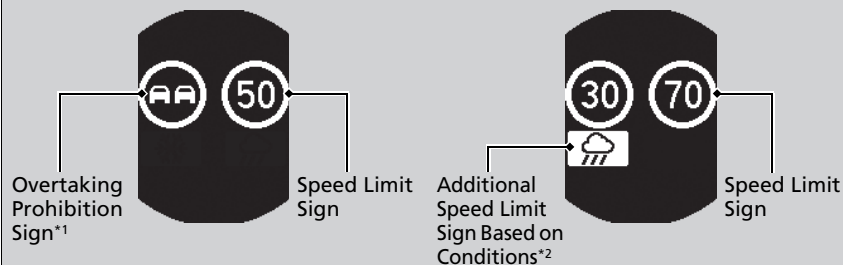 50
30
70
Overtaking
Prohibition
Sign*1
Speed Limit
Sign
Additional
Speed Limit
Sign Based on
Conditions*2
Speed Limit
Sign